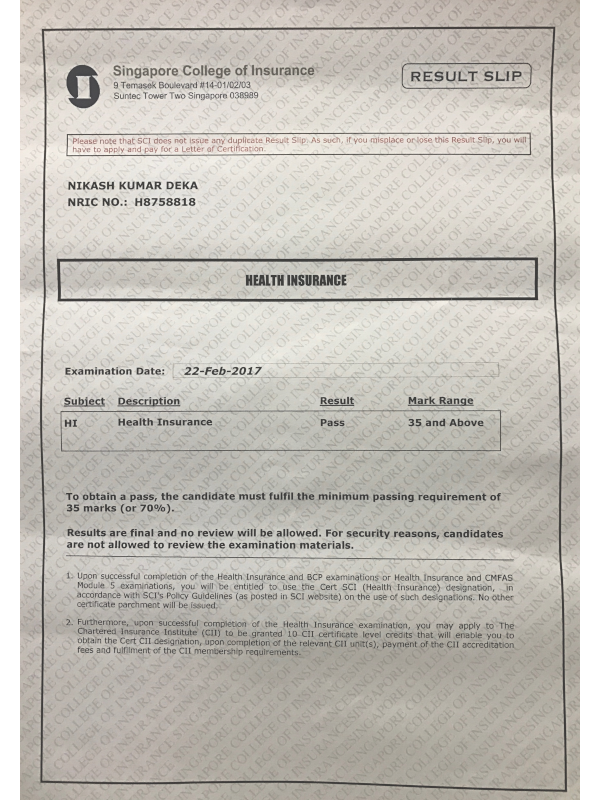 Singapore College of Insurance
9 Temasek Boulevard #14-01/02/03
Suntec Tower Two Singapore 038989
RESULT SLIP
Please note that SCI does not issue any duplicate Result Slip. As such, if you misplace or lose this Result Slip, you will
have to apply and pay for a Letter of Certification.
NIKASH KUMAR DEKA
NRIC NO.: H8758818
HEALTH INSURANCE
Examination Date: 22-Feb-2017
Subject Description Result Mark Range
HI Health Insurance Pass 35 and Above
To obtain a pass, the candidate must fulfil the minimum passing requirement of
35 marks (or 70%).
Results are final and no review will be allowed. For security reasons, candidates
are not allowed to review the examination materials.
1. Upon successful completion of the Health Insurance and BCP examinations or Health Insurance and CMFAS
Module 5 examinations, you will be entitled to use the Cert SCI (Health Insurance) designation, in
accordance with SCI's Policy Guidelines (as posted in SCI website) on the use of such designations. No other
certificate parchment will be issued.
2. Furthermore, upon successful completion of the Health Insurance examination, you may apply to The
Chartered Insurance Institute (CII) to be granted 10 CII certificate level credits that will enable you to
obtain the Cert CII designation, upon completion of the relevant CII unit(s), payment of the CII accreditation
fees and fulfilment of the CII membership requirements.